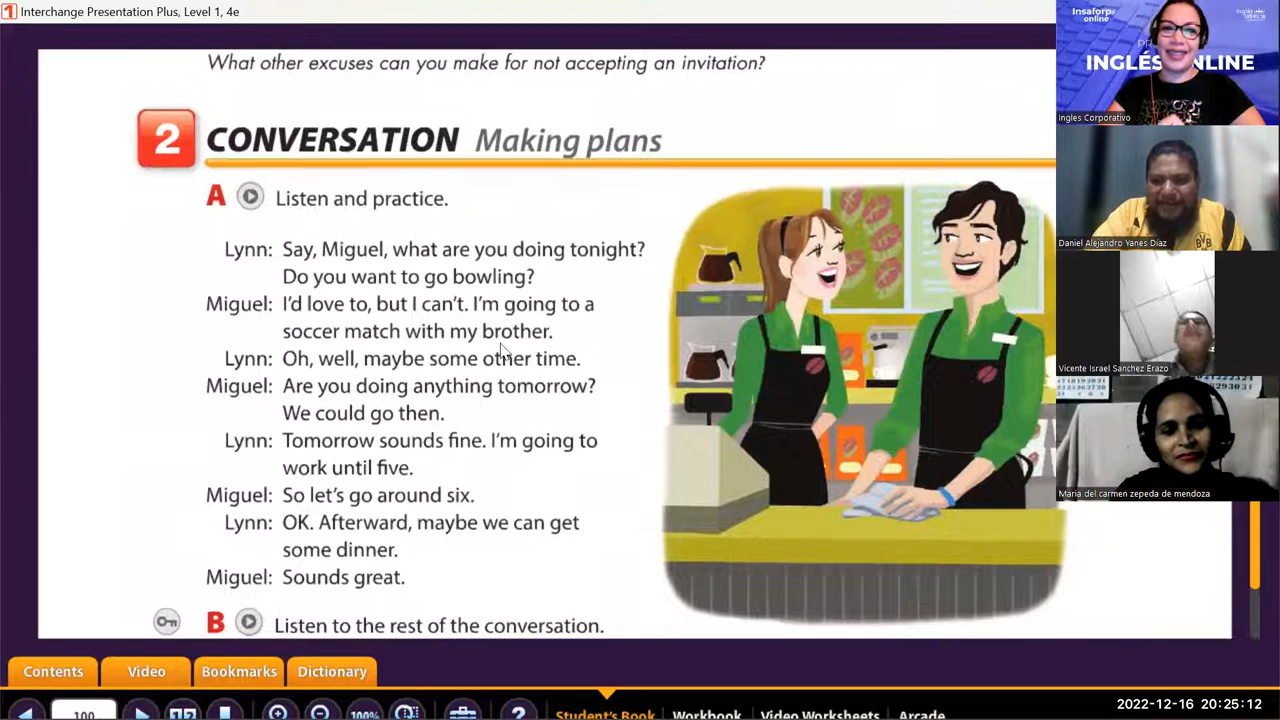 Interchange Presentation Plus, Level 1, 4e
What other excuses can you make for not accepting an invitation?
2 CONVERSATION Making plans
A Listen and practice.
Lynn: Say, Miguel, what are you doing tonight?
Do you want to go bowling?
Miguel: I'd love to, but I can't. I'm going to a
soccer match with my brother.
Lynn: Oh, well, maybe some other time.
Miguel: Are you doing anything tomorrow?
We could go then.
Lynn: Tomorrow sounds fine. I'm going to
work until five.
Miguel: So let's go around six.
Lynn: OK. Afterward, maybe we can get
some dinner.
Miguel: Sounds great.
B Listen to the rest of the conversation.
Contents
Video
Bookmarks
Dictionary
100
100%
Student's Book
Workbook
Video Worksheets
Arcade
Insaforp
online
INGLÉS ONLINE
Ingles Corporativo
Daniel Alejandro Yanes Díaz
Vicente Israel Sanchez Erazo
Maria del carmen zepeda de mendoza
2022-12-16 20:25:12